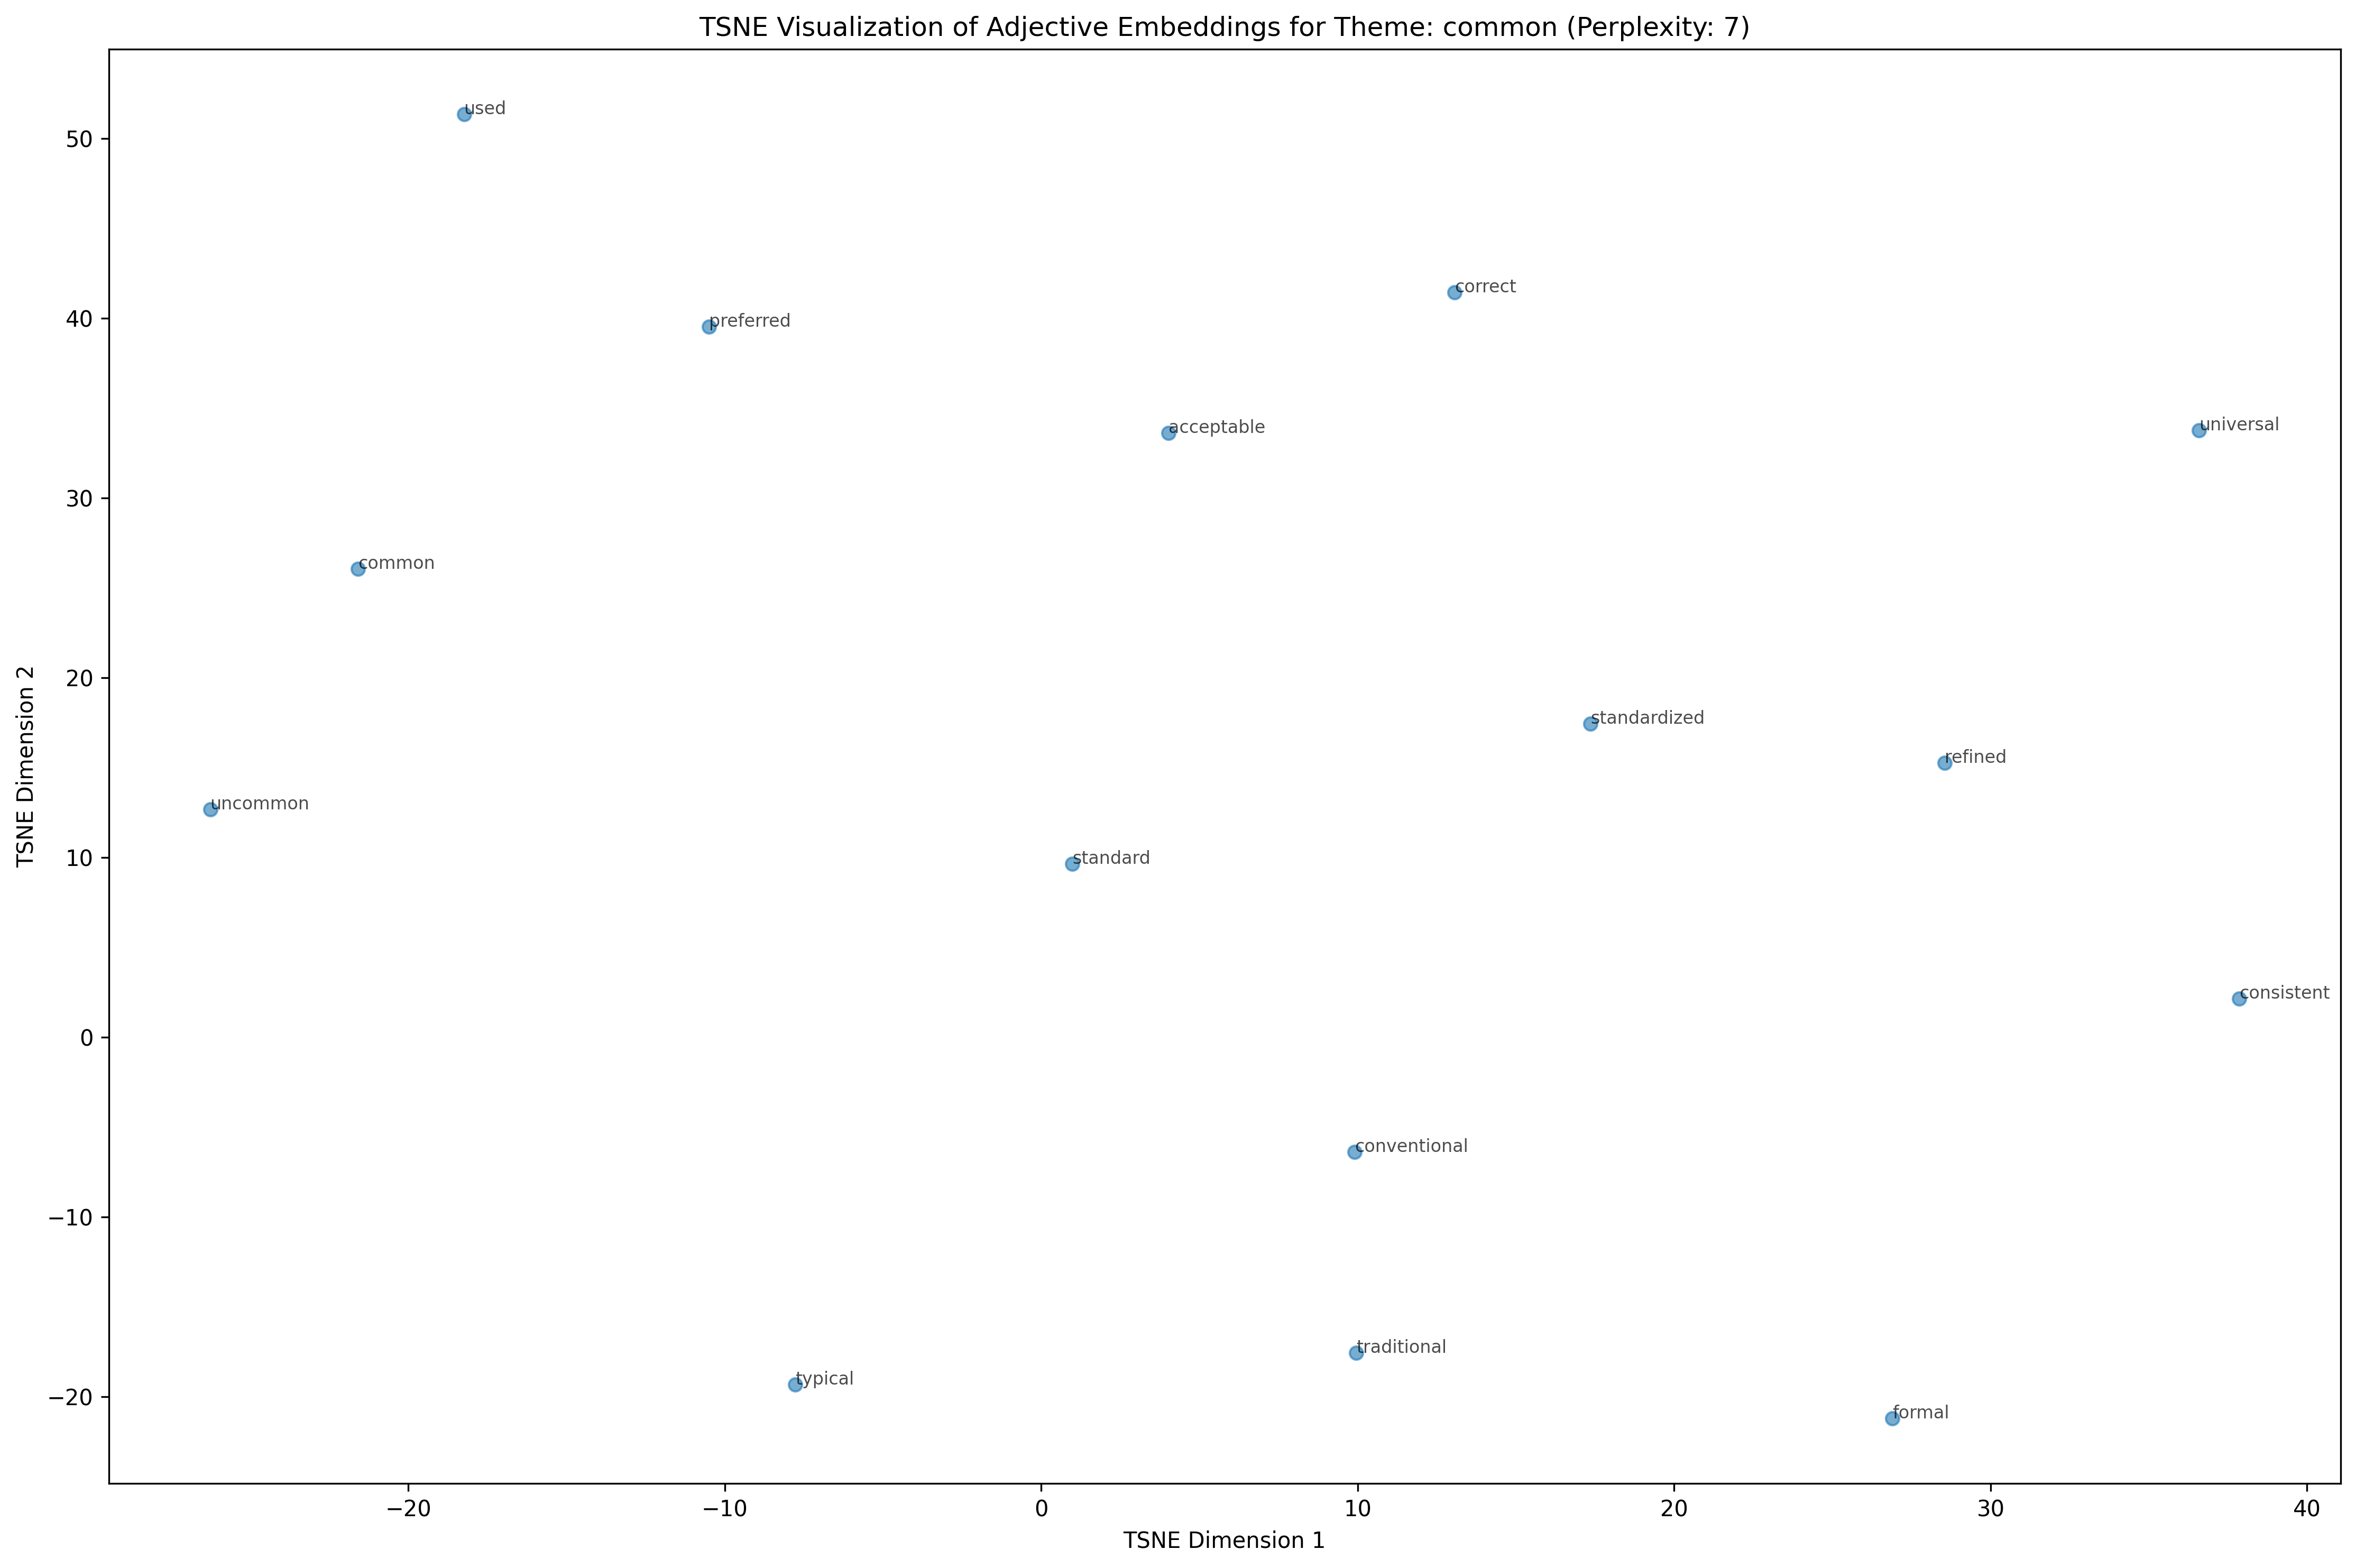 TSNE Visualization of Adjective Embeddings for Theme: common (Perplexity: 7)
used
correct
preferred
acceptable
universal
common
standardized
refined
uncommon
standard
consistent
conventional
traditional
typical
formal
50
40
30
20
10
0
−10
−20
TSNE Dimension 2
−20
−10
0
10
20
30
40
TSNE Dimension 1